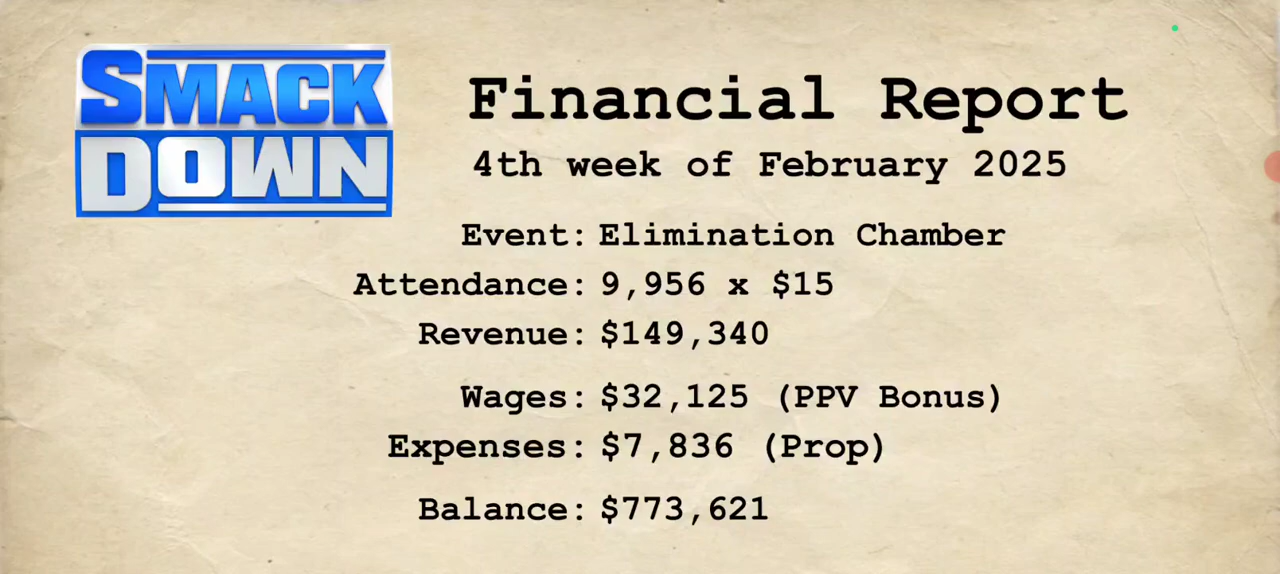 SMACK
DOWN
Financial Report
4th week of February 2025
Event: Elimination Chamber
Attendance: 9,956 x $15
Revenue: $149,340
Wages: $32,125 (PPV Bonus)
Expenses: $7,836 (Prop)
Balance: $773,621